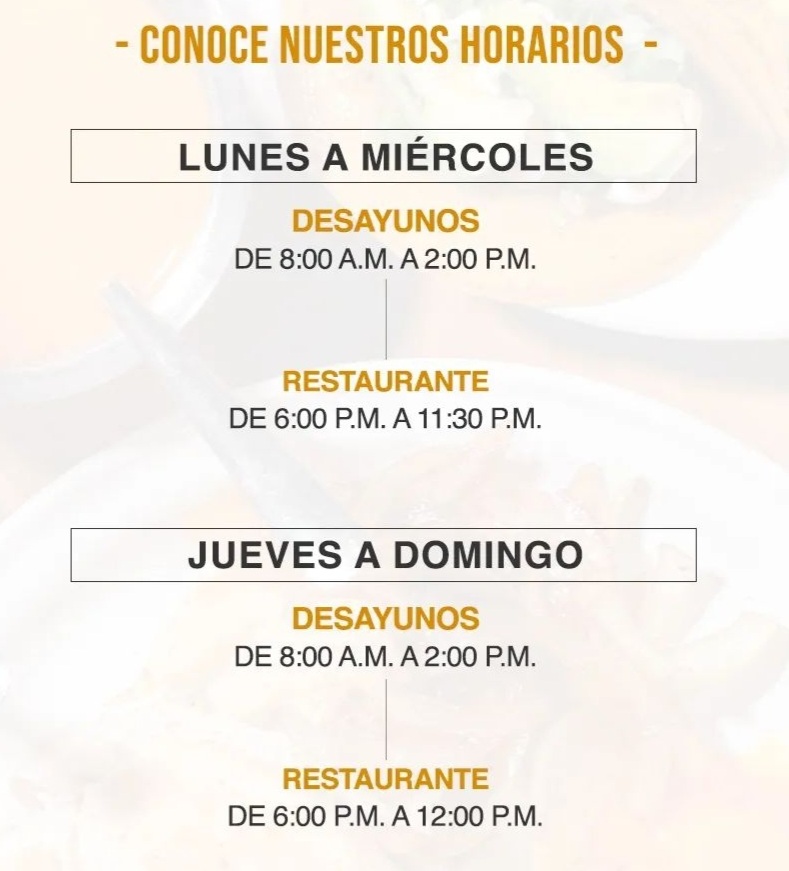 - CONOCE NUESTROS HORARIOS -
LUNES A MIÉRCOLES
DESAYUNOS
DE 8:00 A.M. A 2:00 P.M.
RESTAURANTE
DE 6:00 P.M. A 11:30 P.M.
JUEVES A DOMINGO
DESAYUNOS
DE 8:00 A.M. A 2:00 P.M.
RESTAURANTE
DE 6:00 P.M. A 12:00 P.M.